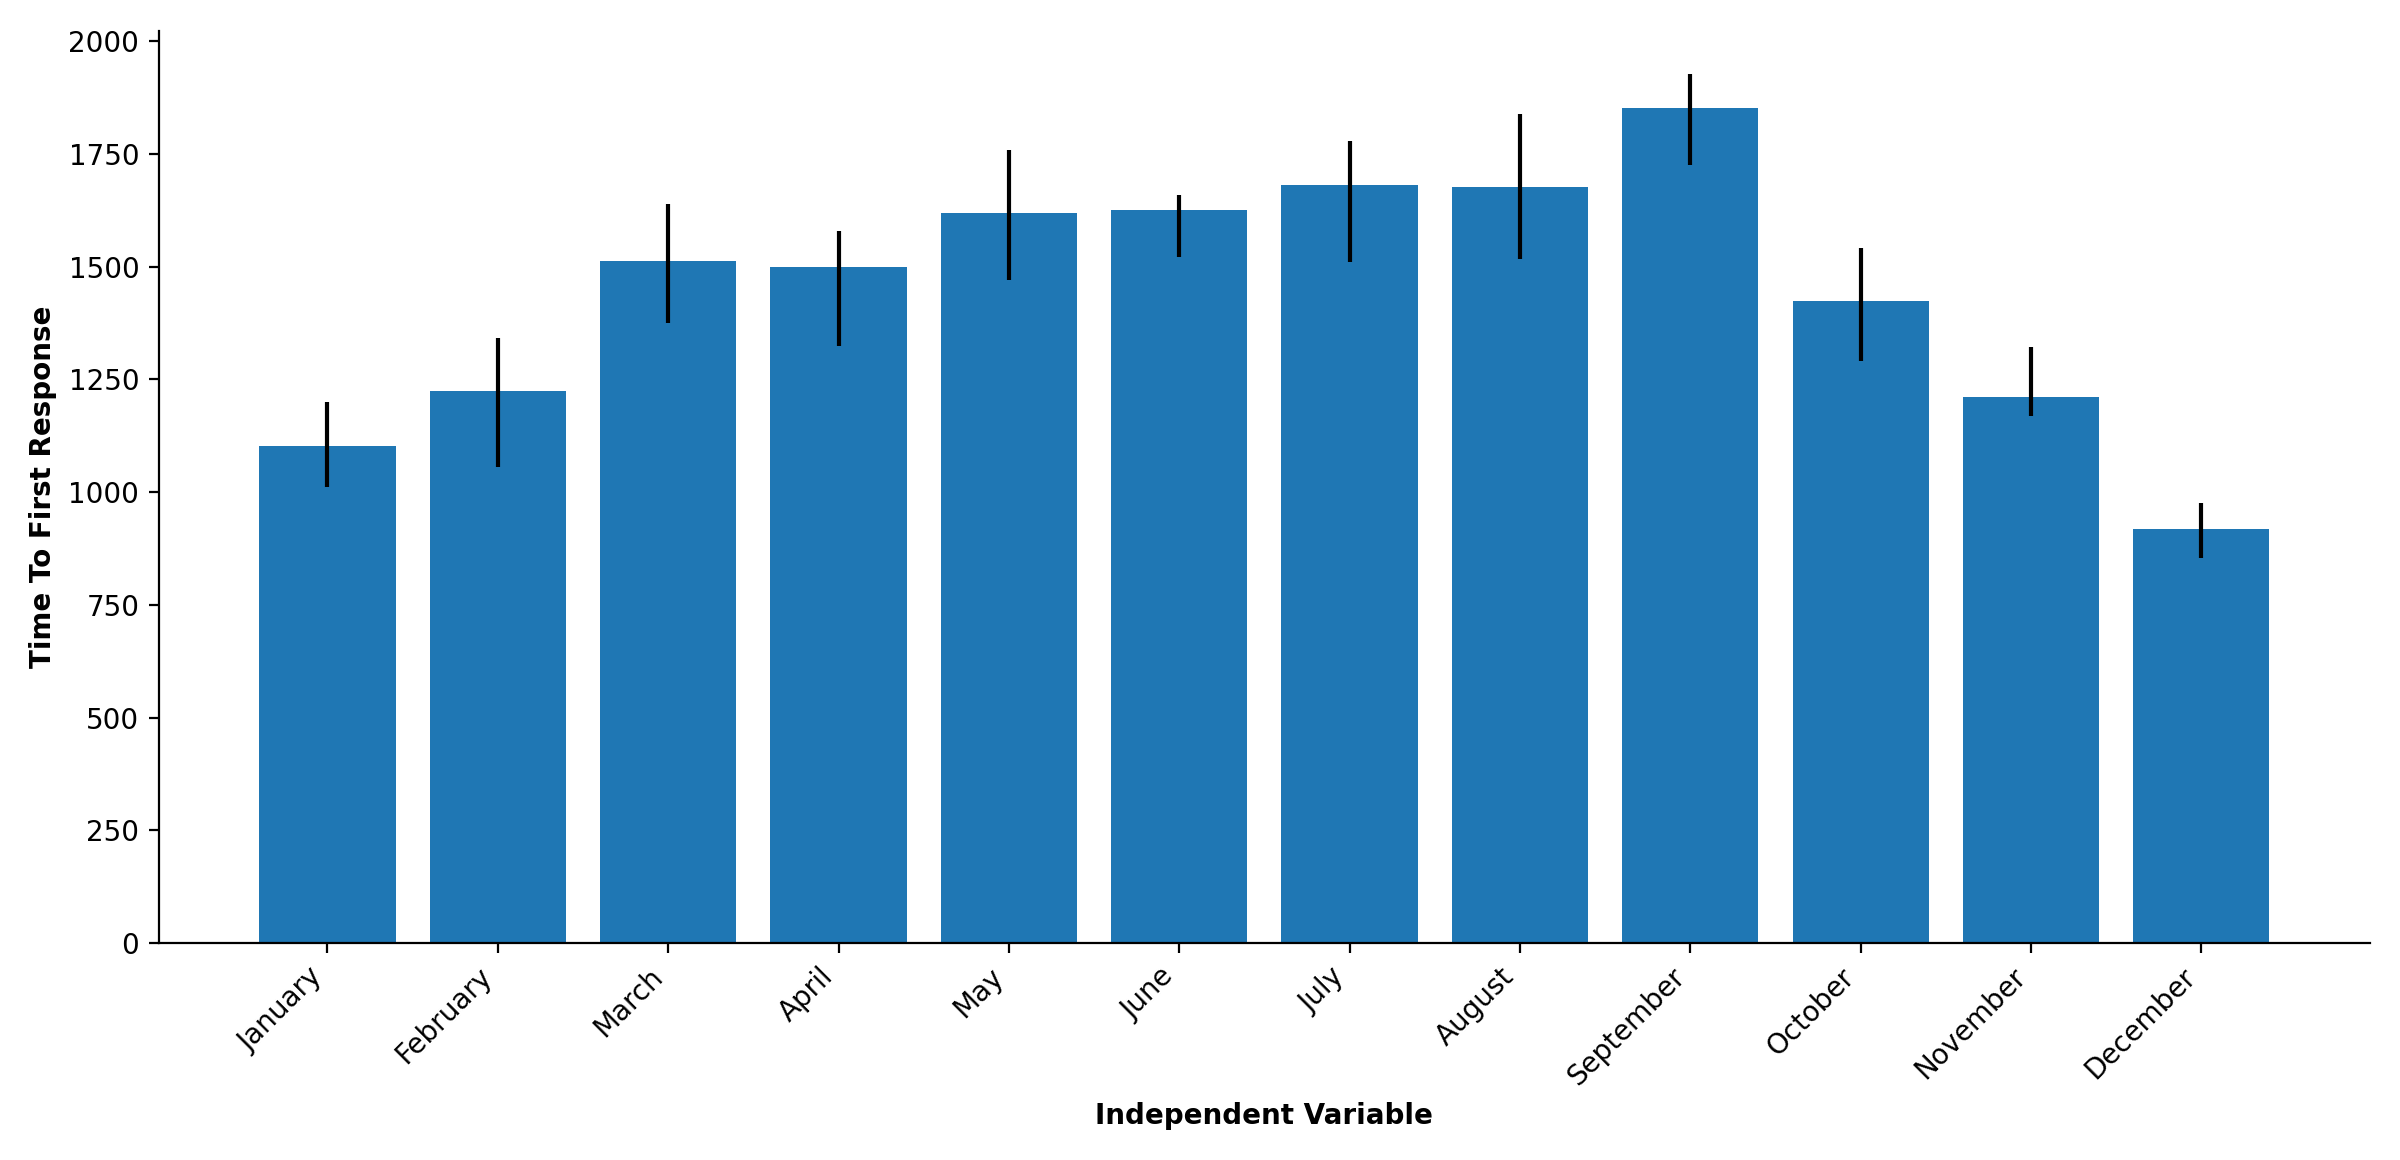 2000
1750
1500
1250
1000
750
500
250
0
Time To First Response
January
February
March
April
May
June
July
August
September
October
November
December
Independent Variable